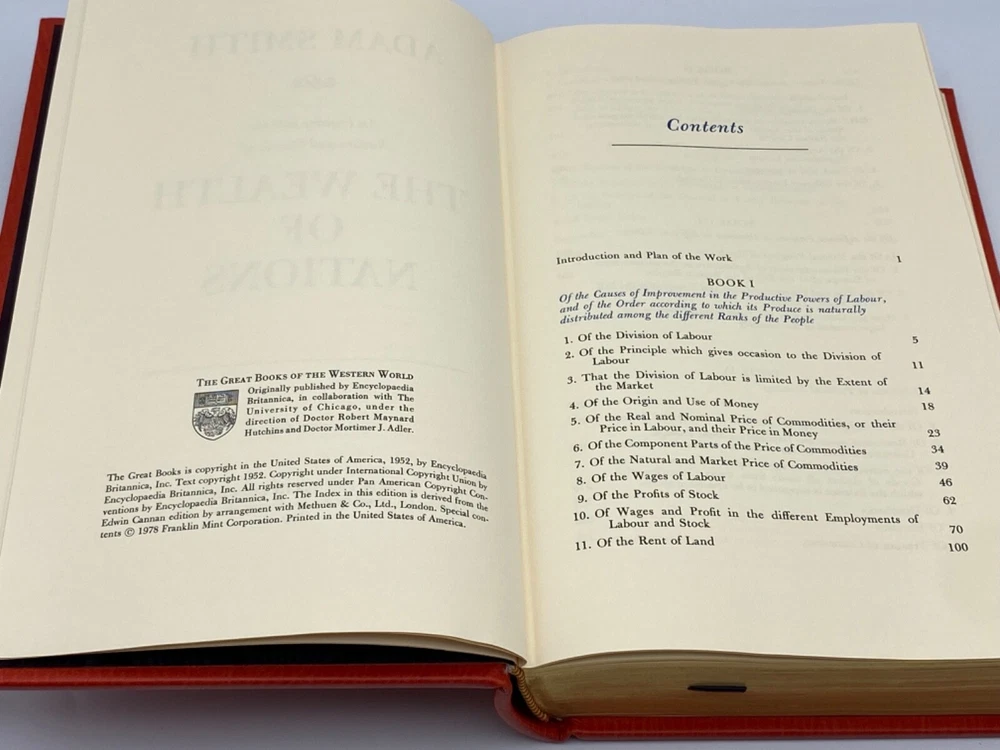 THE GREAT BOOKS OF THE WESTERN WORLD
Originally published by Encyclopaedia
Britannica, in collaboration with The
University of Chicago, under the
direction of Doctor Robert Maynard
Hutchins and Doctor Mortimer J. Adler.
The Great Books is copyright in the United States of America, 1952, by Encyclopaedia
Britannica, Inc. Text copyright 1952. Copyright under International Copyright Union by
Encyclopaedia Britannica, Inc. All rights reserved under Pan American Copyright Con-
ventions by Encyclopaedia Britannica, Inc. The Index in this edition is derived from the
Edwin Cannan edition by arrangement with Methuen & Co., Ltd., London. Special con-
tents © 1978 Franklin Mint Corporation. Printed in the United States of America.
Contents
Introduction and Plan of the Work 1
BOOK I
Of the Causes of Improvement in the Productive Powers of Labour,
and of the Order according to which its Produce is naturally
distributed among the different Ranks of the People
1. Of the Division of Labour 5
2. Of the Principle which gives occasion to the Division of
Labour 11
3. That the Division of Labour is limited by the Extent of
the Market 14
4. Of the Origin and Use of Money 18
5. Of the Real and Nominal Price of Commodities, or their
Price in Labour, and their Price in Money 23
6. Of the Component Parts of the Price of Commodities 34
7. Of the Natural and Market Price of Commodities 39
8. Of the Wages of Labour 46
9. Of the Profits of Stock 62
10. Of Wages and Profit in the different Employments of
Labour and Stock 70
11. Of the Rent of Land 100